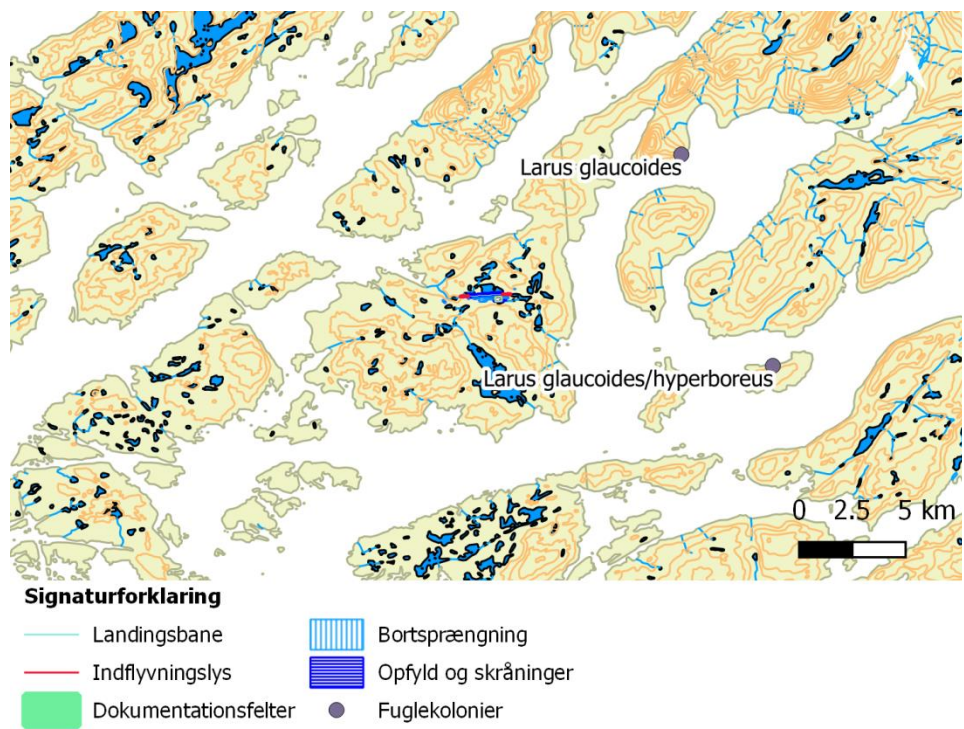 Larus glaucoides
Larus glaucoides/hyperboreus
0 2.5 5 km
Signaturforklaring
Landingsbane
Indflyvningslys
Dokumentationsfelter
Bortsprængning
Opfyld og skråninger
Fuglekolonier